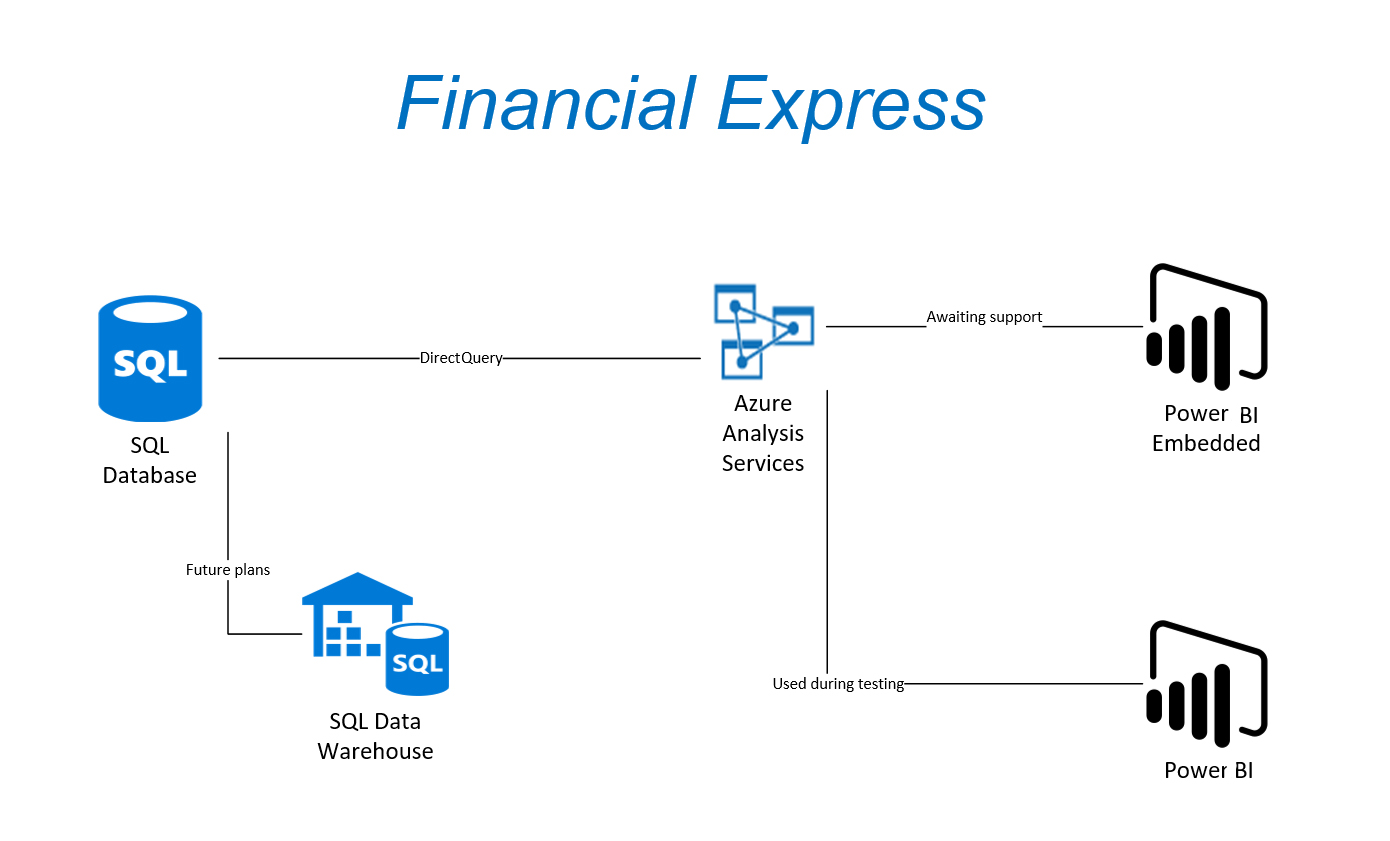 Financial Express
SQL
DirectQuery
Awaiting support
SQL
Database
Azure
Analysis
Services
Power BI
Embedded
Future plans
SQL
SQL Data
Warehouse
Used during testing
Power BI